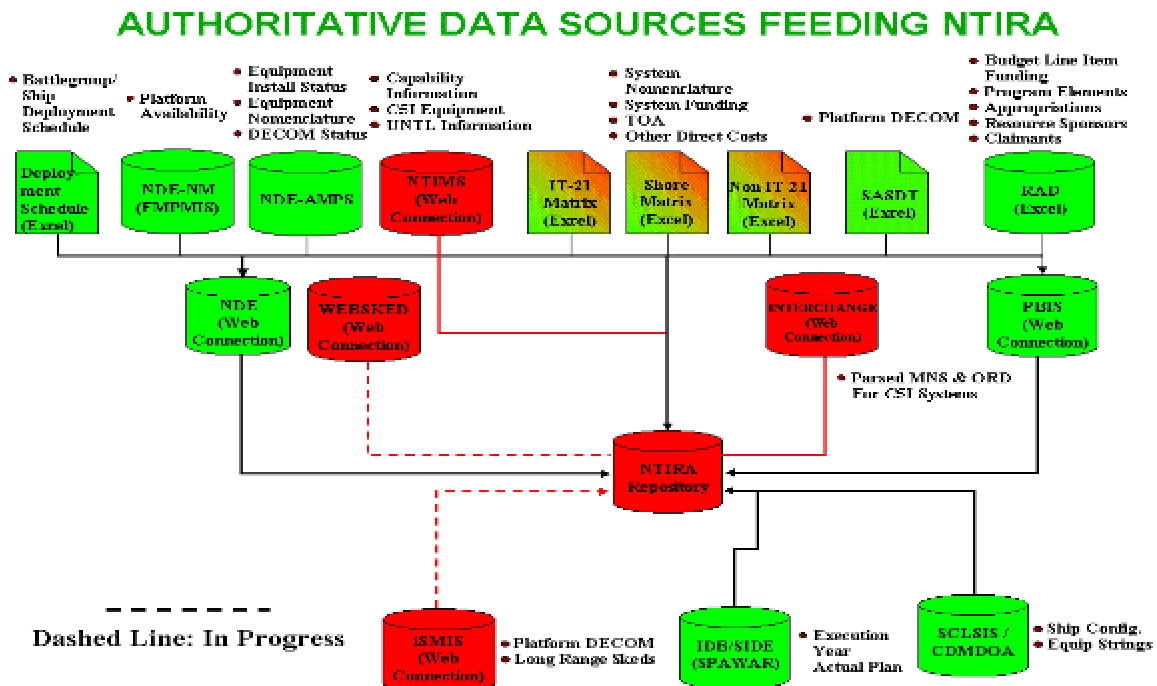 AUTHORITATIVE DATA SOURCES FEEDING NTIRA
Battlegroup/
Ship
Deployment
Schedule
Platform
Availability
Equipment
Install Status
Equipment
Nomenclature
DECOM Status
Capability
Information
CSI Equipment
UNTL Information
System
Nomenclature
System Funding
TOA
Other Direct Costs
Platform DECOM
Budget Line Item
Funding
Program Elements
Appropriations
Resource Sponsors
Claimants
Deploy
ment
Schedule
(Excel)
NDE-NM
(FMPMIS)
NDE-AMPS
NTIMS
(Web
Connection)
IT-21
Matrix
(Excel)
Shore
Matrix
(Excel)
Non IT-21
Matrix
(Excel)
SASDT
(Excel)
RAD
(Excel)
NDE
(Web
Connection)
WEBSKED
(Web
Connection)
INTERCHANGE
(Web
Connection)
PBIS
(Web
Connection)
Parsed MNS & ORD
For CSI Systems
NTIRA
Repository
Dashed Line: In Progress
iSMIS
(Web
Connection)
Platform DECOM
Long Range Skeds
IDB/SIDE
(SPAWAR)
Execution
Year
Actual Plan
SCLSIS /
CDMDOA
Ship Config.
Equip Strings